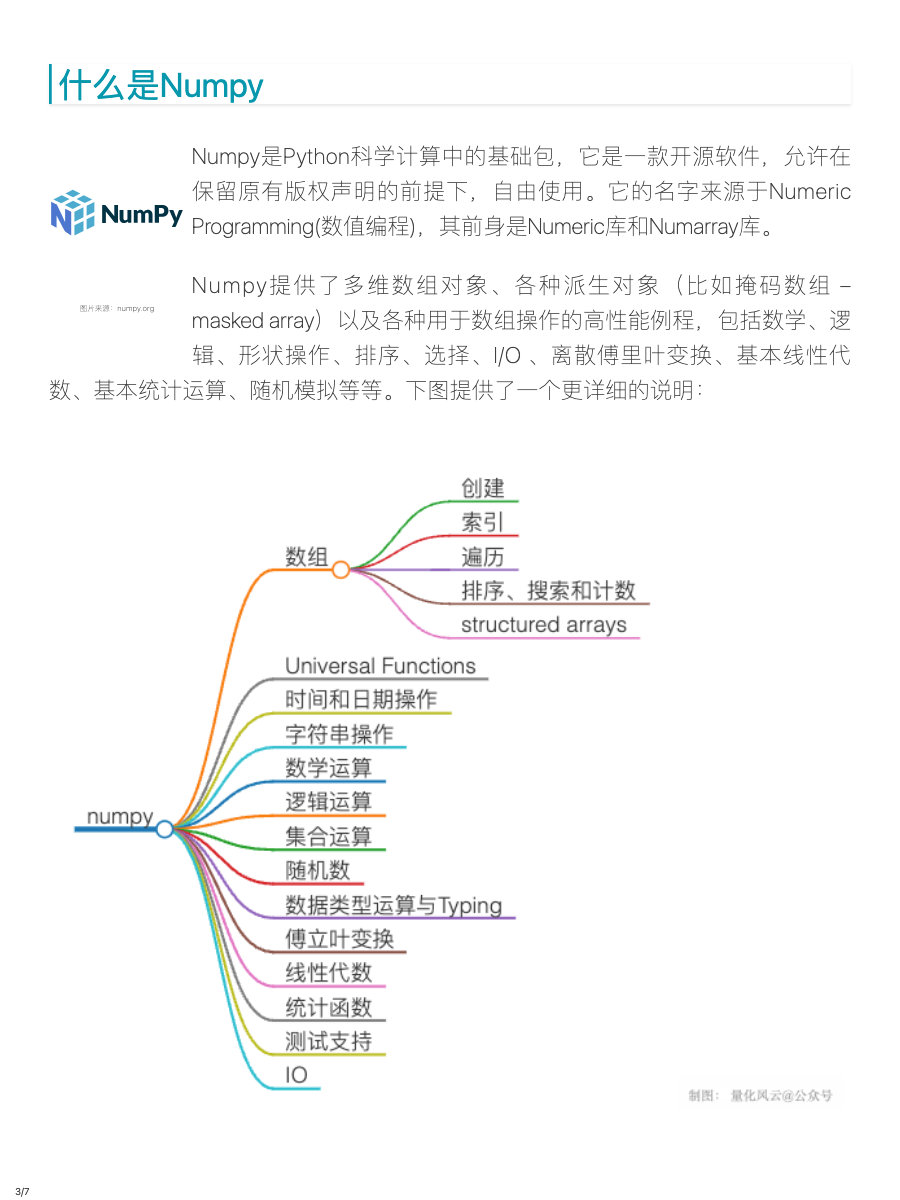 什么是Numpy
Numpy是Python科学计算中的基础包，它是一款开源软件，允许在
保留原有版权声明的前提下，自由使用。它的名字来源于Numeric
Programming(数值编程)，其前身是Numeric库和Numarray库。
NumPy
图片来源：numpy.org
Numpy提供了多维数组对象、各种派生对象（比如掩码数组 –
masked array）以及各种用于数组操作的高性能例程，包括数学、逻
辑、形状操作、排序、选择、I/O 、离散傅里叶变换、基本线性代
数、基本统计运算、随机模拟等等。下图提供了一个更详细的说明：
numpy
数组
创建
索引
遍历
排序、搜索和计数
structured arrays
Universal Functions
时间和日期操作
字符串操作
数学运算
逻辑运算
集合运算
随机数
数据类型运算与Typing
傅立叶变换
线性代数
统计函数
测试支持
IO
制图： 量化风云@公众号
3/7